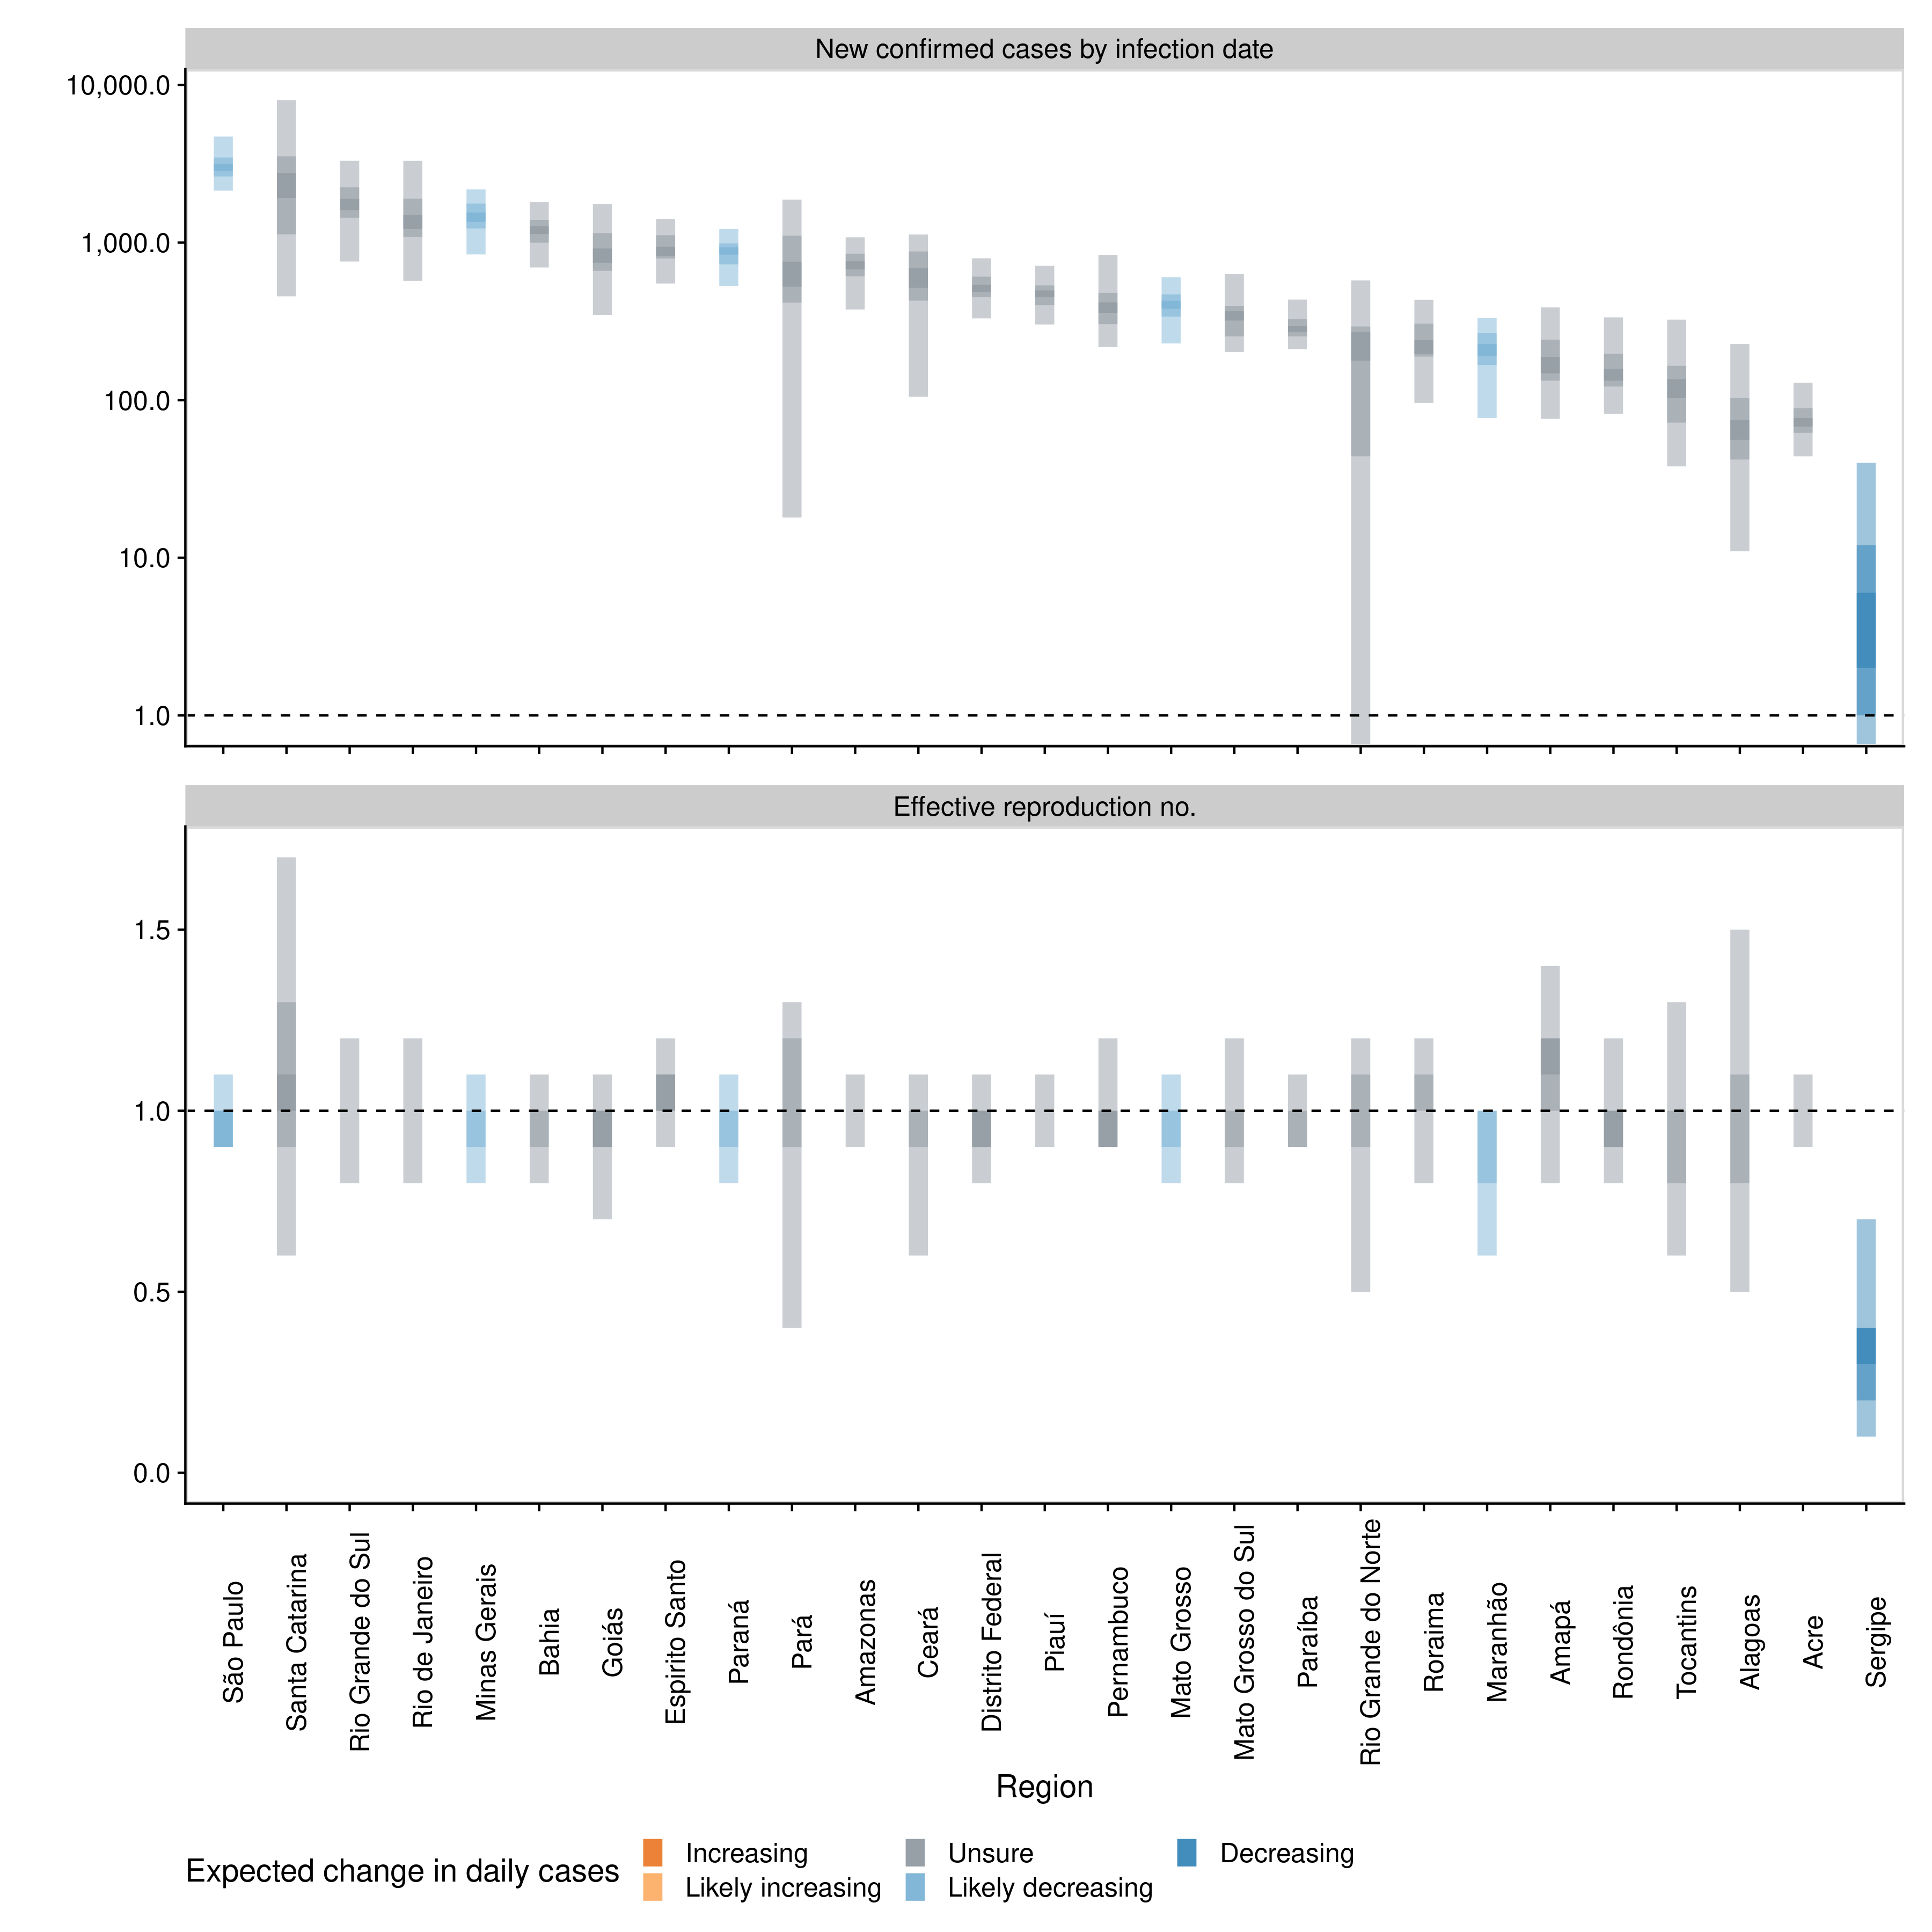 New confirmed cases by infection date
10,000.0
1,000.0
100.0
10.0
1.0
Effective reproduction no.
1.5
1.0
0.5
0.0
São Paulo
Santa Catarina
Rio Grande do Sul
Rio de Janeiro
Minas Gerais
Bahia
Goiás
Espirito Santo
Paraná
Pará
Amazonas
Ceará
Distrito Federal
Piauí
Pernambuco
Mato Grosso
Mato Grosso do Sul
Paraíba
Rio Grande do Norte
Roraima
Maranhão
Amapá
Rondônia
Tocantins
Alagoas
Acre
Sergipe
Region
Expected change in daily cases
Increasing
Likely increasing
Unsure
Likely decreasing
Decreasing